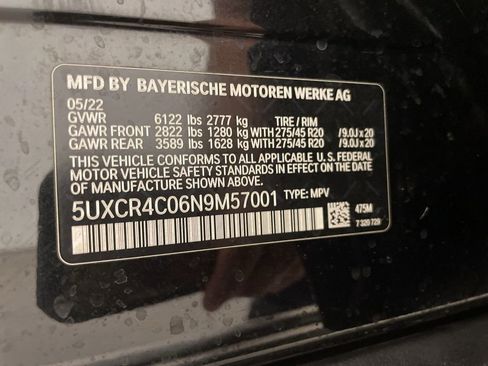 MFD BY BAYERISCHE MOTOREN WERKE AG
05/22
GVWR 6122 lbs 2777 kg TIRE / RIM
GAWR FRONT 2822 lbs 1280 kg WITH 275/45 R20 /9.0J x 20
GAWR REAR 3589 lbs 1628 kg WITH 275/45 R20 /9.0J x 20
THIS VEHICLE CONFORMS TO ALL APPLICABLE U.S. FEDERAL
MOTOR VEHICLE SAFETY STANDARDS IN EFFECT ON THE DATE
OF MANUFACTURE SHOWN ABOVE.
5UXCR4C06N9M57001 TYPE: MPV
475M
7 320 729